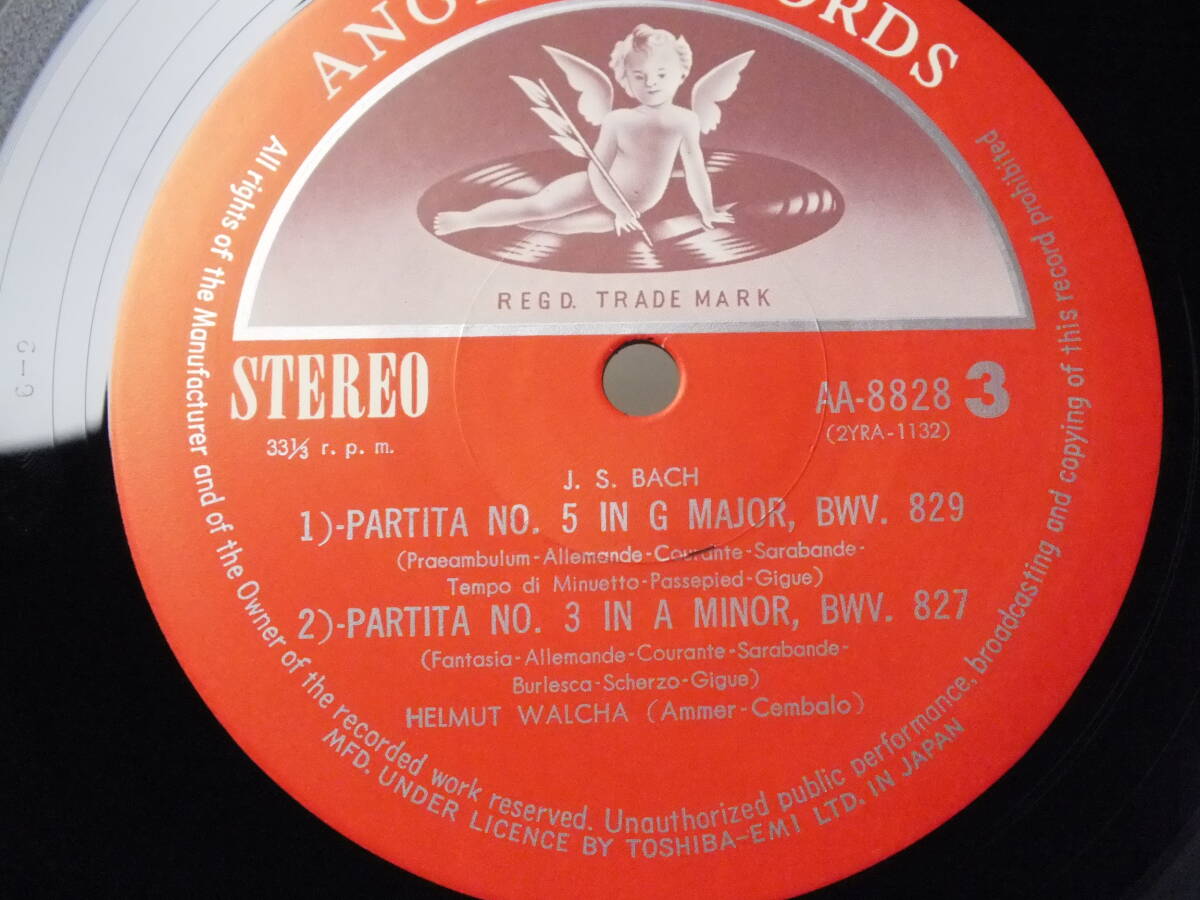 REGD. TRADE MARK
STEREO
33⅓ r. p. m.
AA-8828 3
(2YRA-1132)
J. S. BACH
1)-PARTITA NO. 5 IN G MAJOR, BWV. 829
(Praeambulum-Allemande-Courante-Sarabande-
Tempo di Minuetto-Passepied-Gigue)
2)-PARTITA NO. 3 IN A MINOR, BWV. 827
(Fantasia-Allemande-Courante-Sarabande-
Burlesca-Scherzo-Gigue)
HELMUT WALCHA (Ammer-Cembalo)
All rights of the Manufacturer and of the Owner of the recorded work reserved. Unauthorized public performance, broadcasting and copying of this record prohibited
MFD. UNDER LICENCE BY TOSHIBA-EMI LTD. IN JAPAN